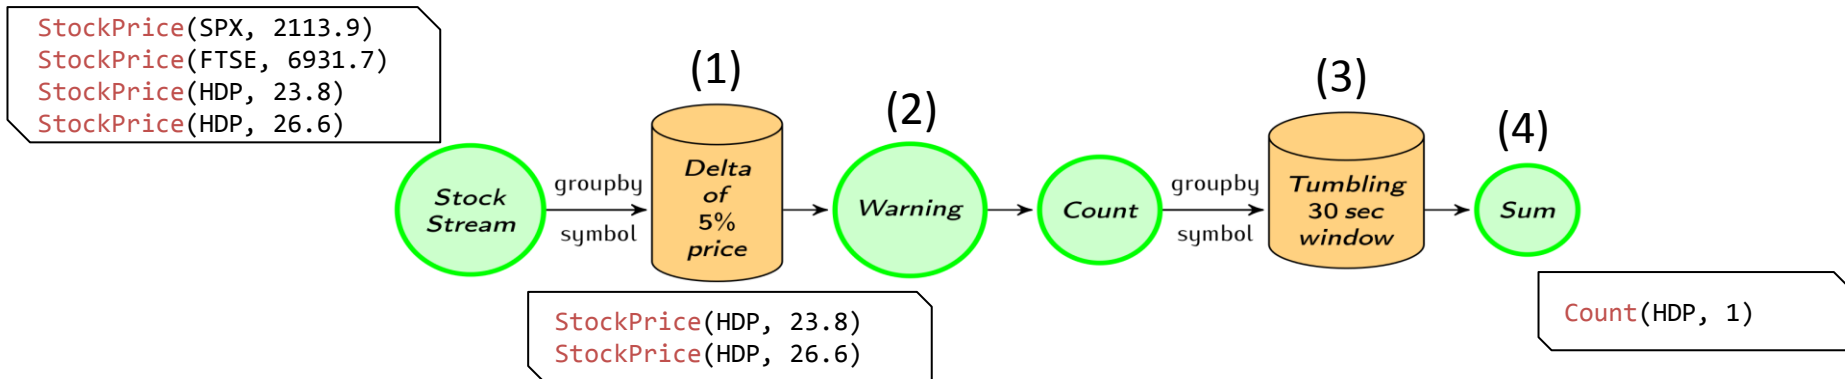 StockPrice(SPX, 2113.9)
StockPrice(FTSE, 6931.7)
StockPrice(HDP, 23.8)
StockPrice(HDP, 26.6)
(1)
(2)
(3)
(4)
Stock
Stream
groupby
symbol
Delta
of
5%
price
Warning
Count
groupby
symbol
Tumbling
30 sec
window
Sum
StockPrice(HDP, 23.8)
StockPrice(HDP, 26.6)
Count(HDP, 1)